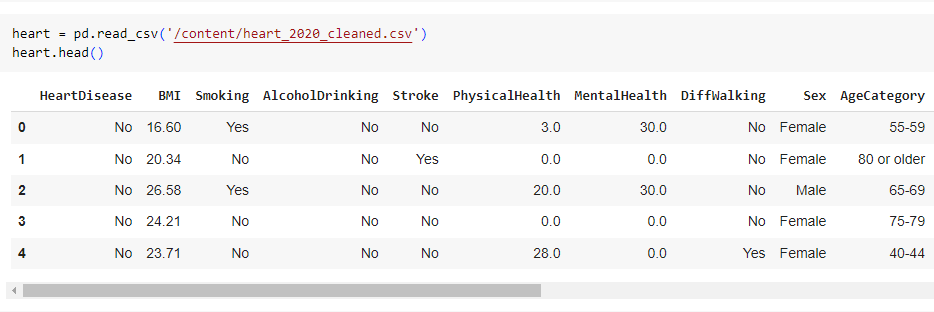 heart = pd.read_csv('/content/heart_2020_cleaned.csv')
heart.head()
HeartDisease BMI Smoking AlcoholDrinking Stroke PhysicalHealth MentalHealth DiffWalking Sex AgeCategory
0 No 16.60 Yes No No 3.0 30.0 No Female 55-59
1 No 20.34 No No Yes 0.0 0.0 No Female 80 or older
2 No 26.58 Yes No No 20.0 30.0 No Male 65-69
3 No 24.21 No No No 0.0 0.0 No Female 75-79
4 No 23.71 No No No 28.0 0.0 Yes Female 40-44